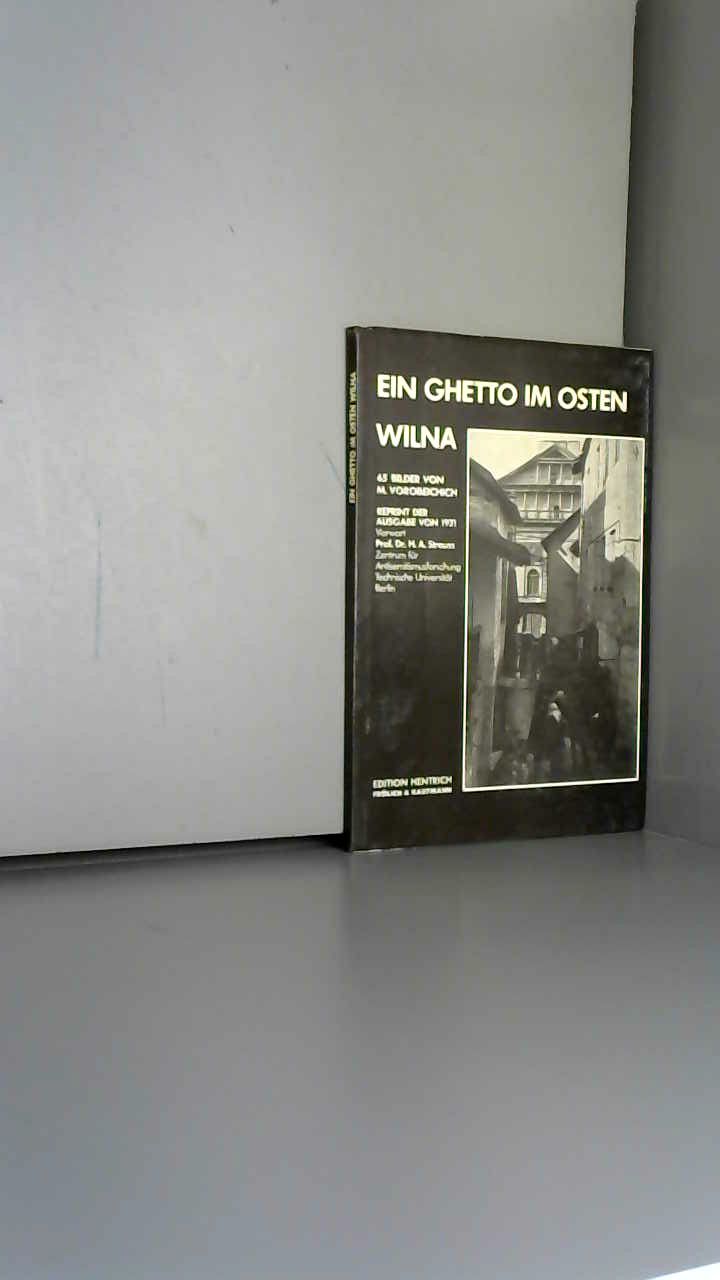 EIN GHETTO IM OSTEN WILNA
EIN GHETTO IM OSTEN
WILNA
65 BILDER VON
M. VOROBEICHICH
REPRINT DER
AUSGABE VON 1931
Vorwort
Prof. Dr. H. A. Strauss
Zentrum für
Antisemitismusforschung
Technische Universität
Berlin
EDITION HENTRICH
FRÖLICH & KAUFMANN